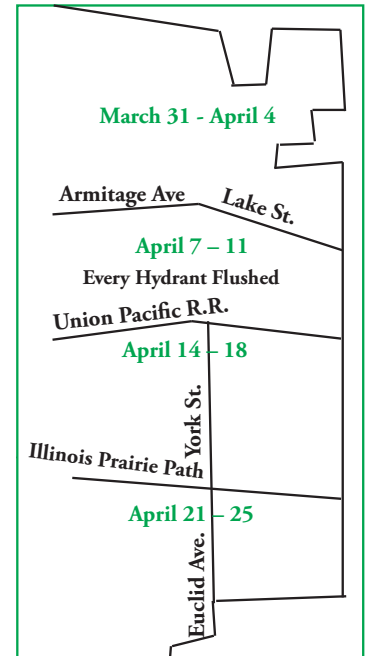 March 31 - April 4
Armitage Ave
Lake St.
April 7 – 11
Every Hydrant Flushed
Union Pacific R.R.
April 14 – 18
York St.
Illinois Prairie Path
April 21 – 25
Euclid Ave.